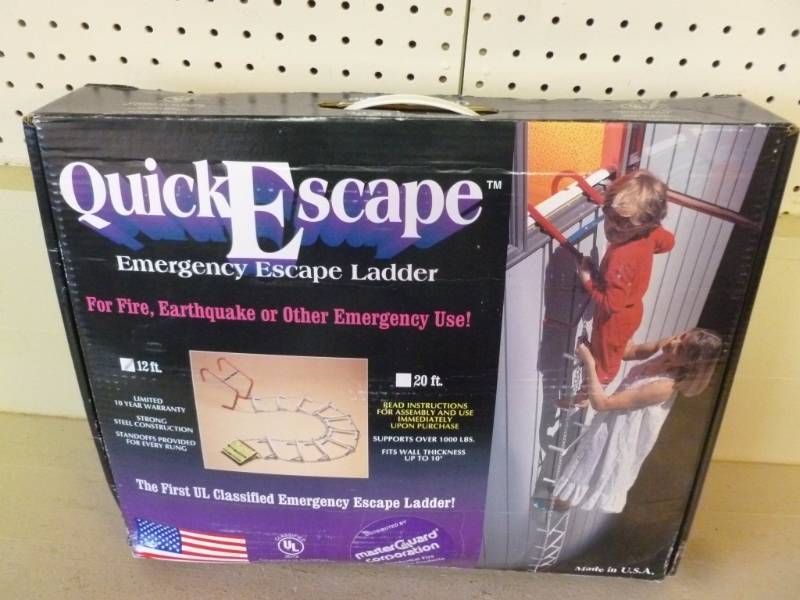 QuickEscape™
Emergency Escape Ladder
For Fire, Earthquake or Other Emergency Use!
12 ft.
20 ft.
LIMITED
10 YEAR WARRANTY
STRONG
STEEL CONSTRUCTION
STANDOFFS PROVIDED
FOR EVERY RUNG
READ INSTRUCTIONS
FOR ASSEMBLY AND USE
IMMEDIATELY
UPON PURCHASE
SUPPORTS OVER 1000 LBS.
FITS WALL THICKNESS
UP TO 10"
The First UL Classified Emergency Escape Ladder!
CLASSIFIED
UL
DISTRIBUTED BY
masterGuard
corporation
Made in U.S.A.